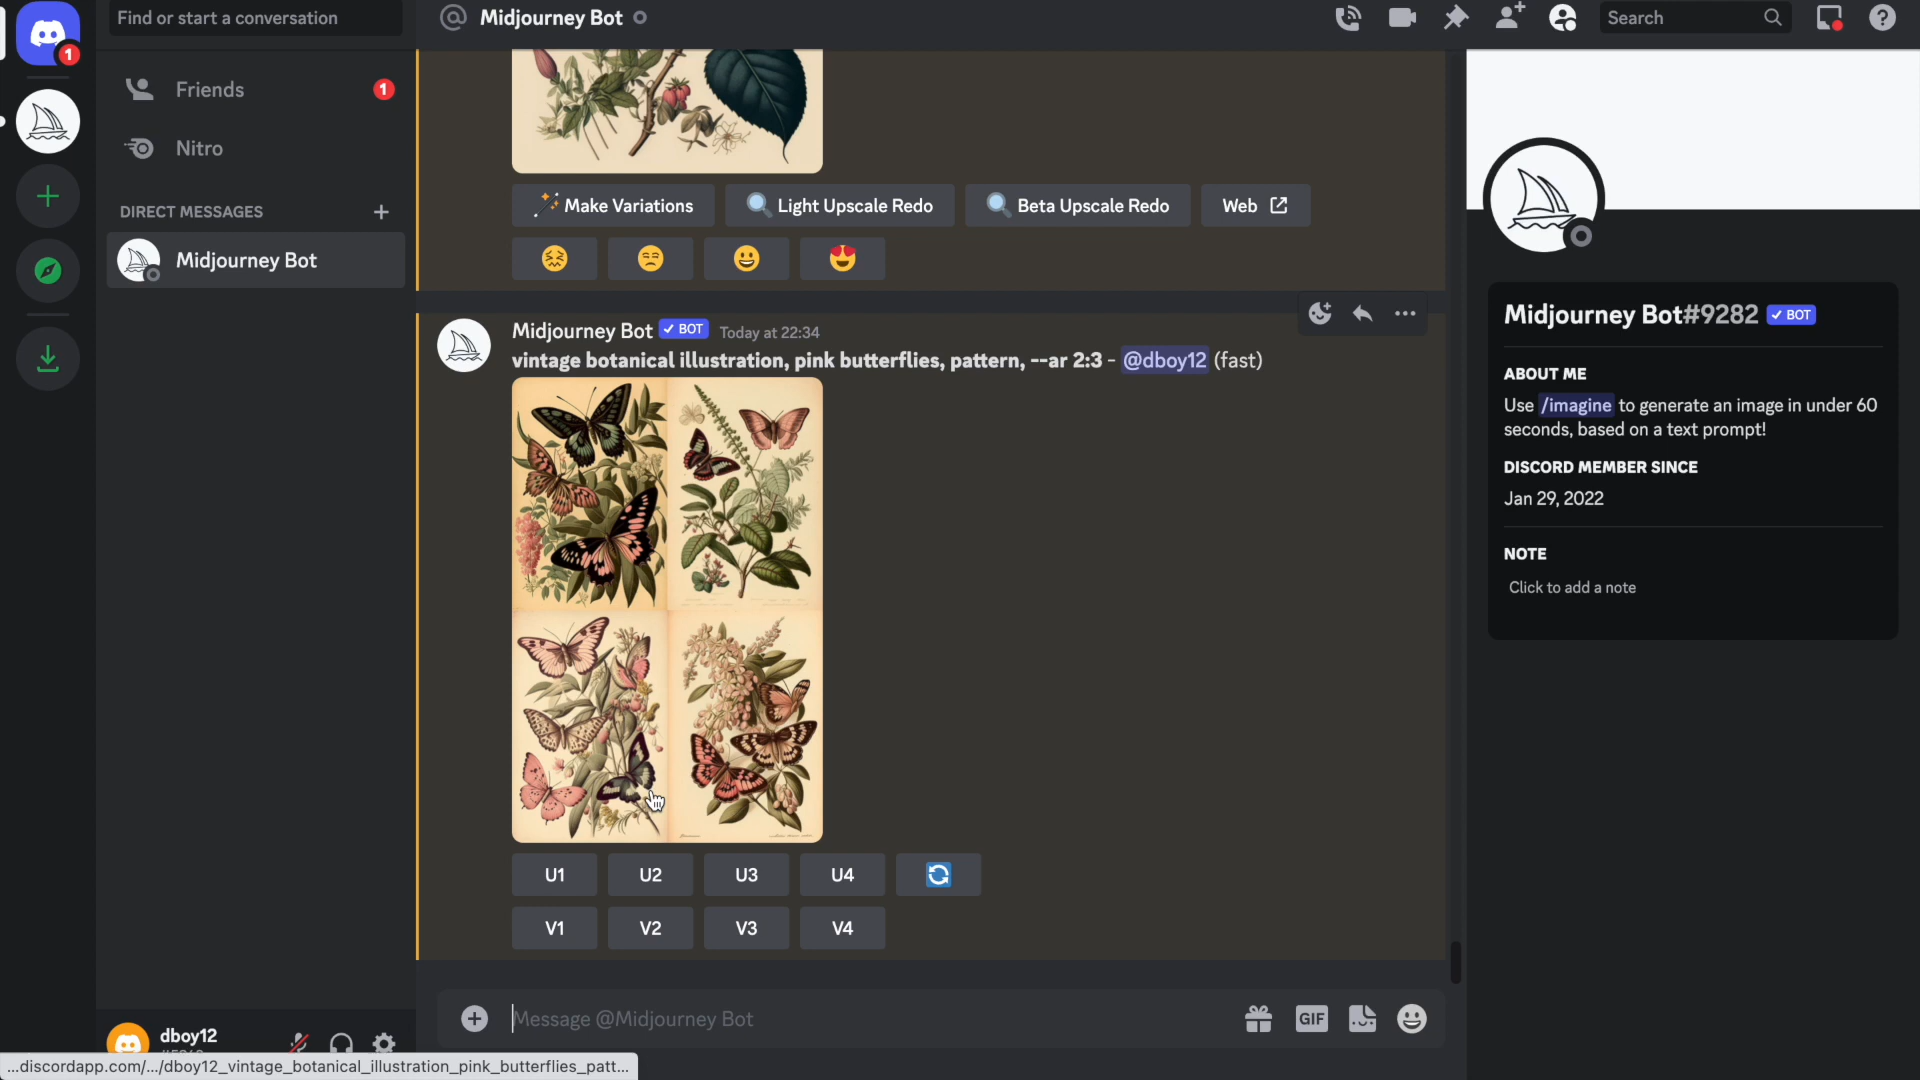 Find or start a conversation
Midjourney Bot
Search
1
Friends
1
Nitro
DIRECT MESSAGES
Midjourney Bot
Make Variations
Light Upscale Redo
Beta Upscale Redo
Web
Midjourney Bot
BOT
Today at 22:34
vintage botanical illustration, pink butterflies, pattern, --ar 2:3 - @dboy12 (fast)
U1
U2
U3
U4
V1
V2
V3
V4
Message @Midjourney Bot
GIF
Midjourney Bot#9282
BOT
ABOUT ME
Use /imagine to generate an image in under 60
seconds, based on a text prompt!
DISCORD MEMBER SINCE
Jan 29, 2022
NOTE
Click to add a note
dboy12
...discordapp.com/.../dboy12_vintage_botanical_illustration_pink_butterflies_patt...